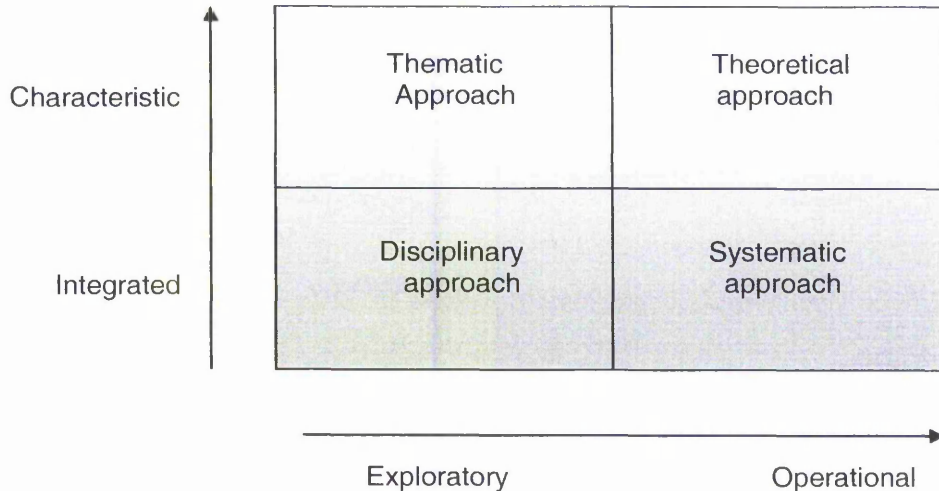 Characteristic
Thematic
Approach
Theoretical
approach
Integrated
Disciplinary
approach
Systematic
approach
Exploratory
Operational